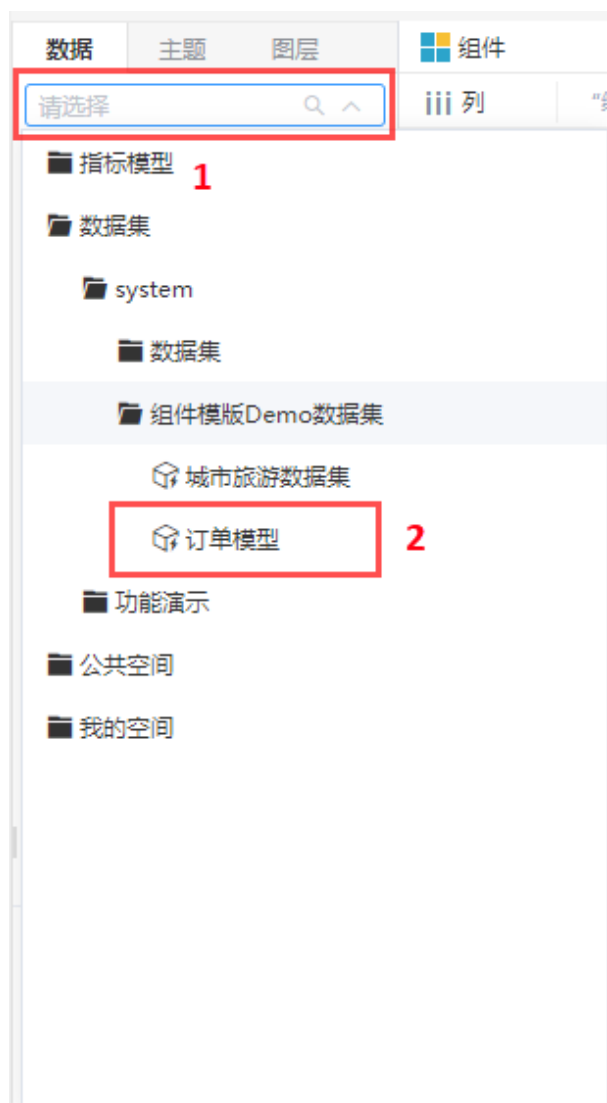 数据 主题 图层 组件
请选择 iii 列
指标模型 1
数据集
system
数据集
组件模版Demo数据集
城市旅游数据集
订单模型 2
功能演示
公共空间
我的空间